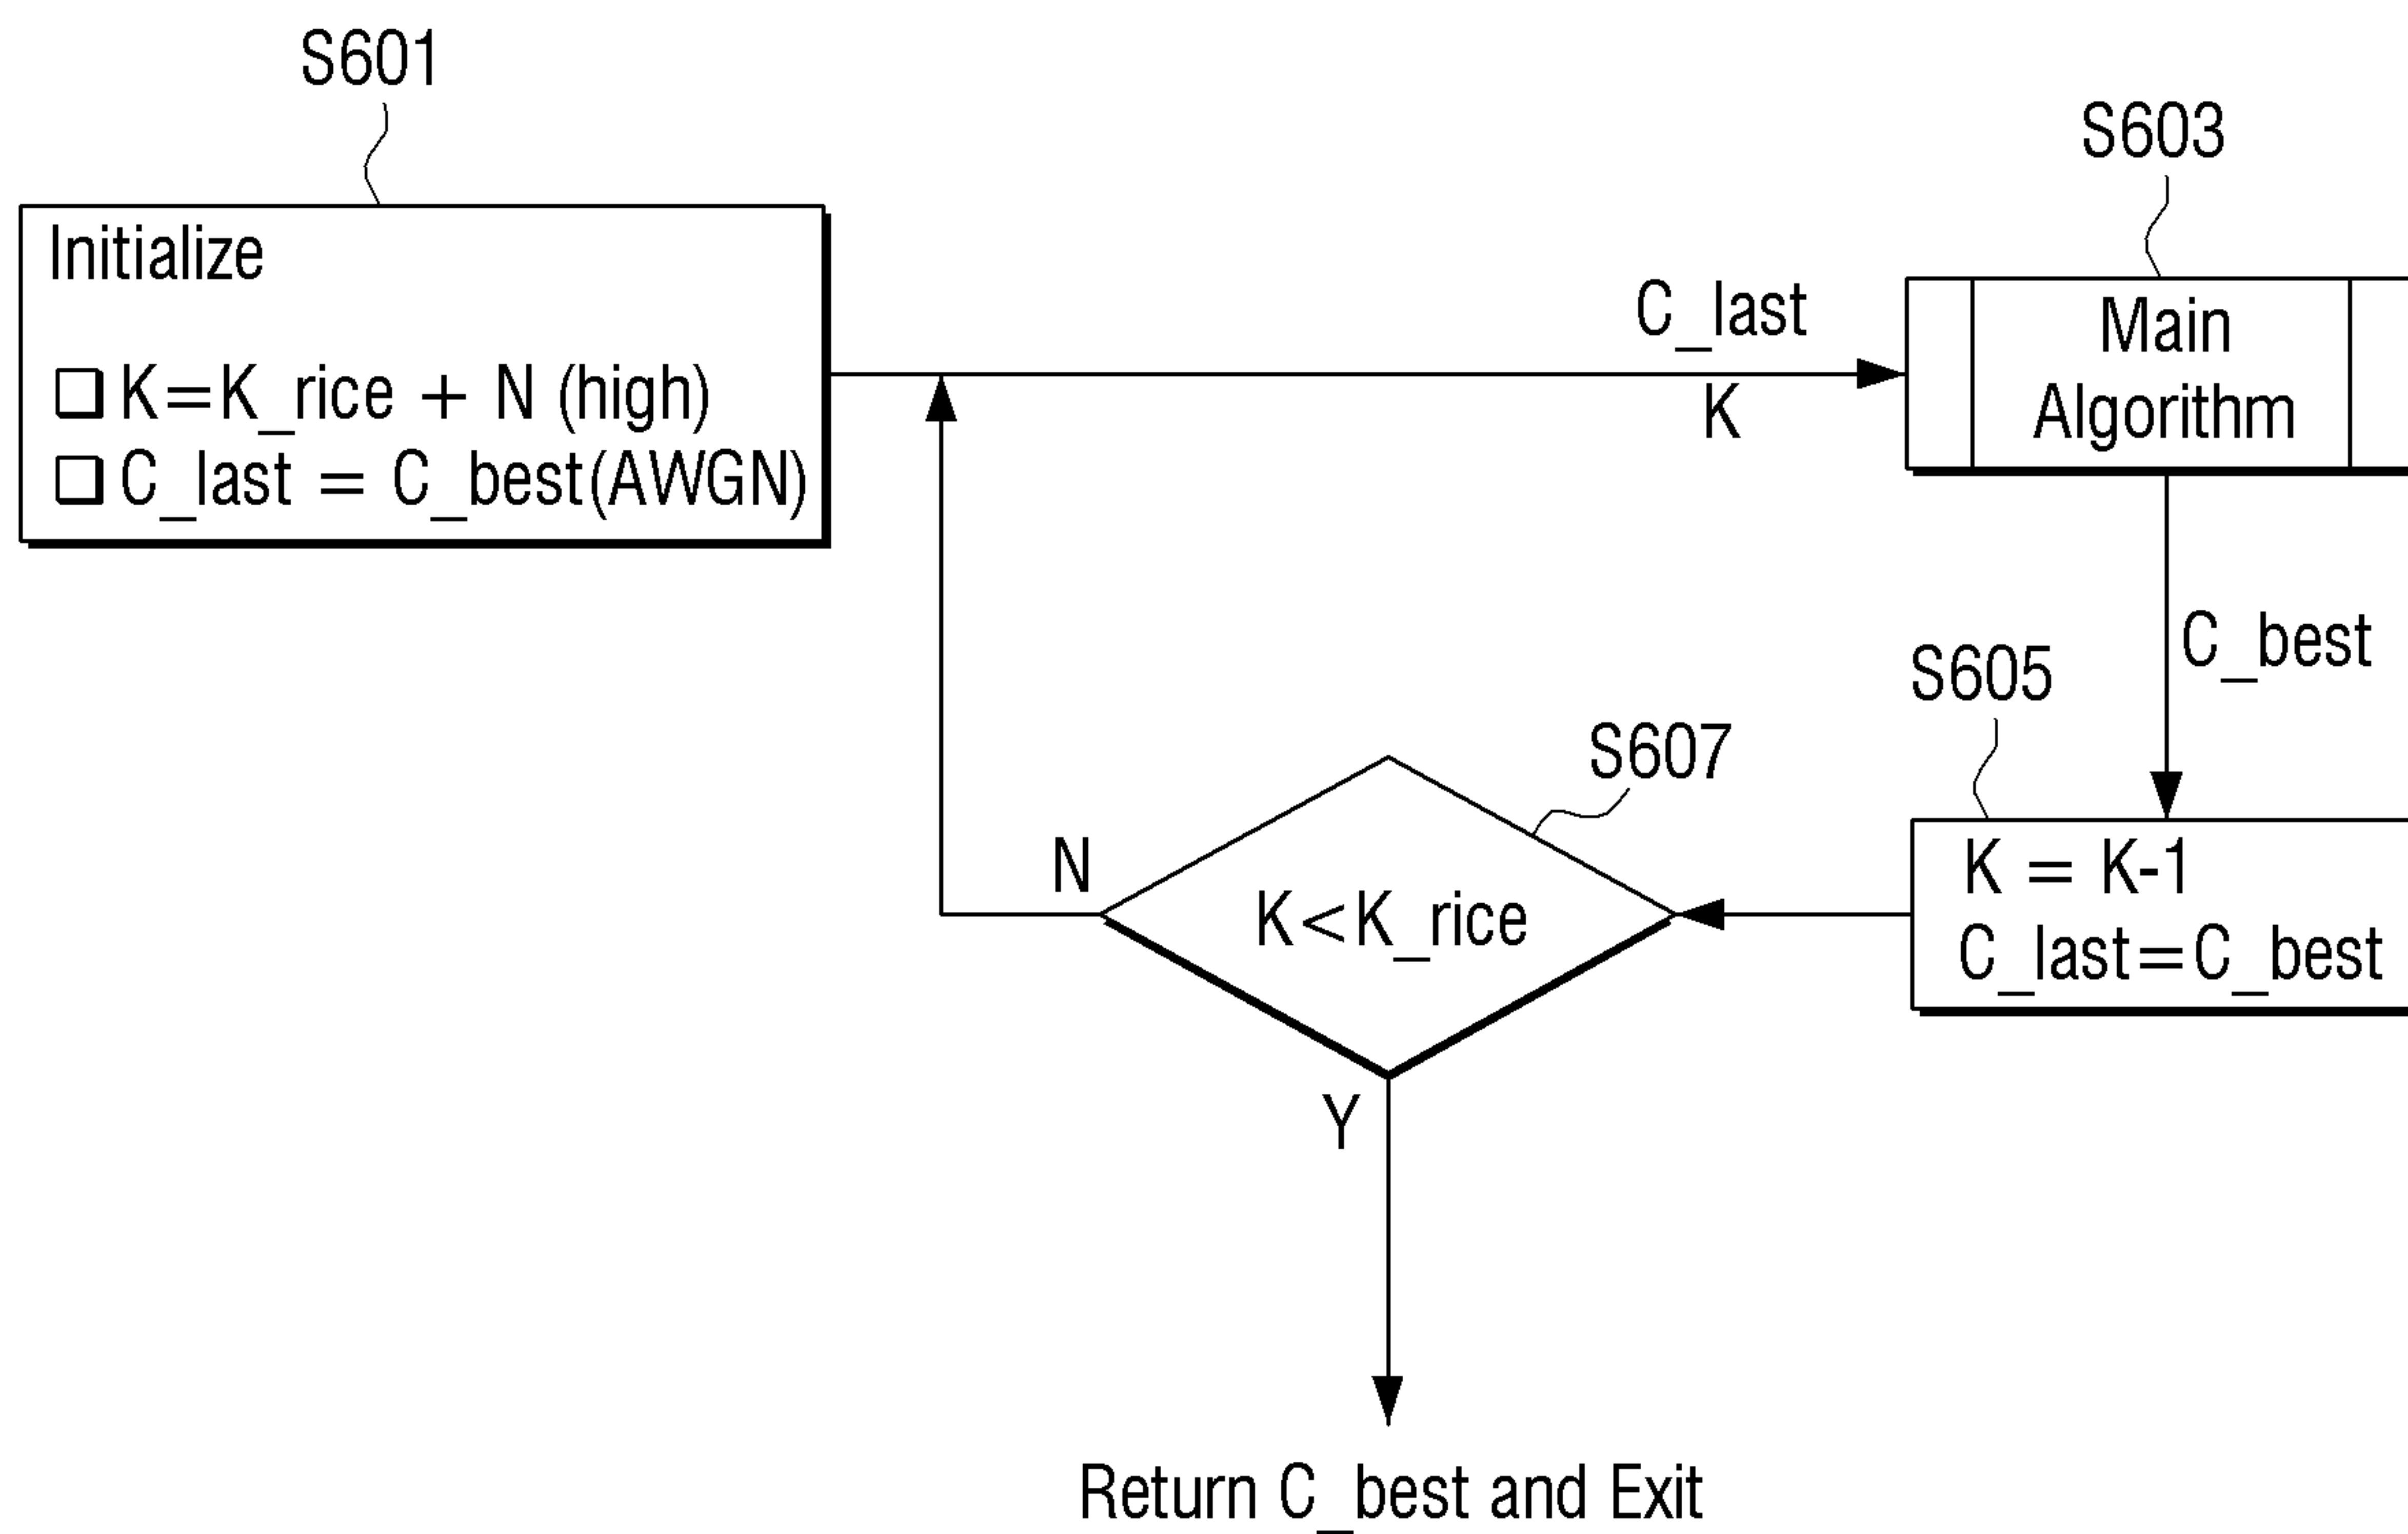 S601
Initialize
□ K=K_rice + N (high)
□ C_last = C_best(AWGN)
C_last
K
S603
Main
Algorithm
C_best
S605
K = K-1
C_last=C_best
S607
K<K_rice
N
Y
Return C_best and Exit